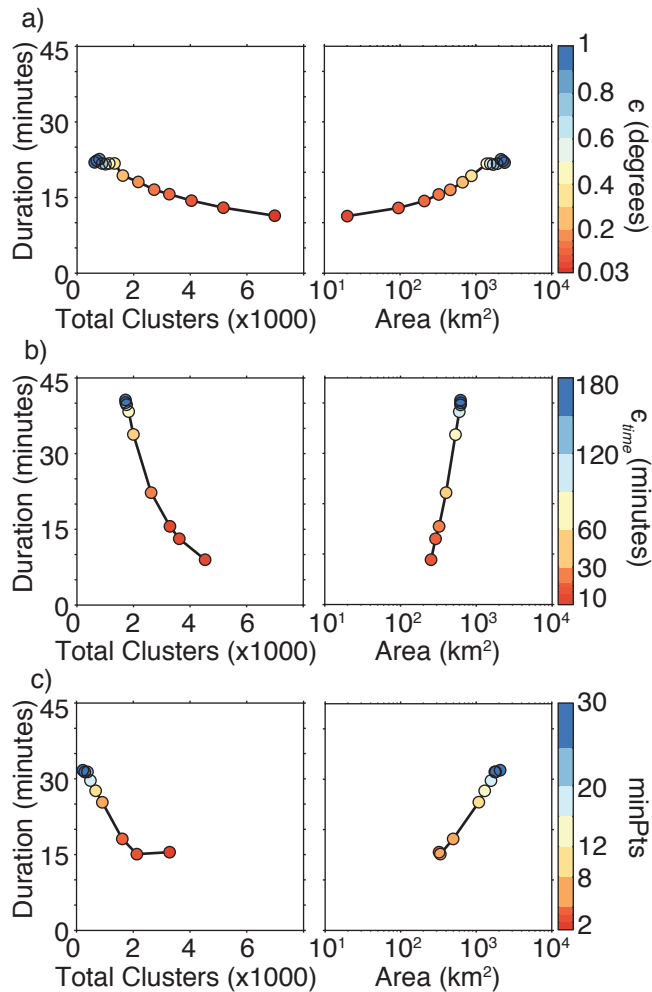 a)
Duration (minutes)
45
30
15
0
0 2 4 6
Total Clusters (x1000)
10¹ 10² 10³ 10⁴
Area (km²)
1
0.8
0.6
0.4
0.2
0.03
ϵ (degrees)
b)
Duration (minutes)
45
30
15
0
0 2 4 6
Total Clusters (x1000)
10¹ 10² 10³ 10⁴
Area (km²)
180
120
60
30
10
ϵtime (minutes)
c)
Duration (minutes)
45
30
15
0
0 2 4 6
Total Clusters (x1000)
10¹ 10² 10³ 10⁴
Area (km²)
30
20
12
8
2
minPts